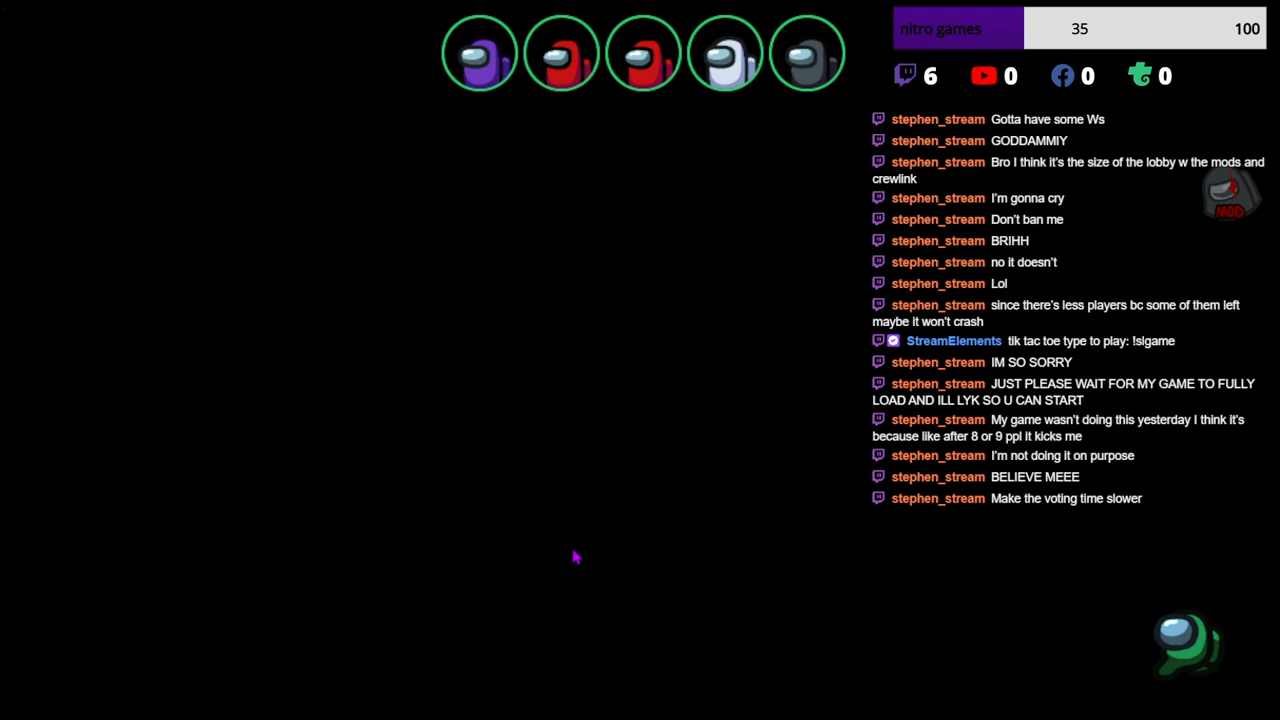 nitro games 35 100
6 0 0 0
stephen_stream Gotta have some Ws
stephen_stream GODDAMMIY
stephen_stream Bro I think it's the size of the lobby w the mods and
crewlink
MOD
stephen_stream I'm gonna cry
stephen_stream Don't ban me
stephen_stream BRIHH
stephen_stream no it doesn't
stephen_stream Lol
stephen_stream since there's less players bc some of them left
maybe it won't crash
StreamElements tik tac toe type to play: !slgame
stephen_stream IM SO SORRY
stephen_stream JUST PLEASE WAIT FOR MY GAME TO FULLY
LOAD AND ILL LYK SO U CAN START
stephen_stream My game wasn't doing this yesterday I think it's
because like after 8 or 9 ppl it kicks me
stephen_stream I'm not doing it on purpose
stephen_stream BELIEVE MEEE
stephen_stream Make the voting time slower